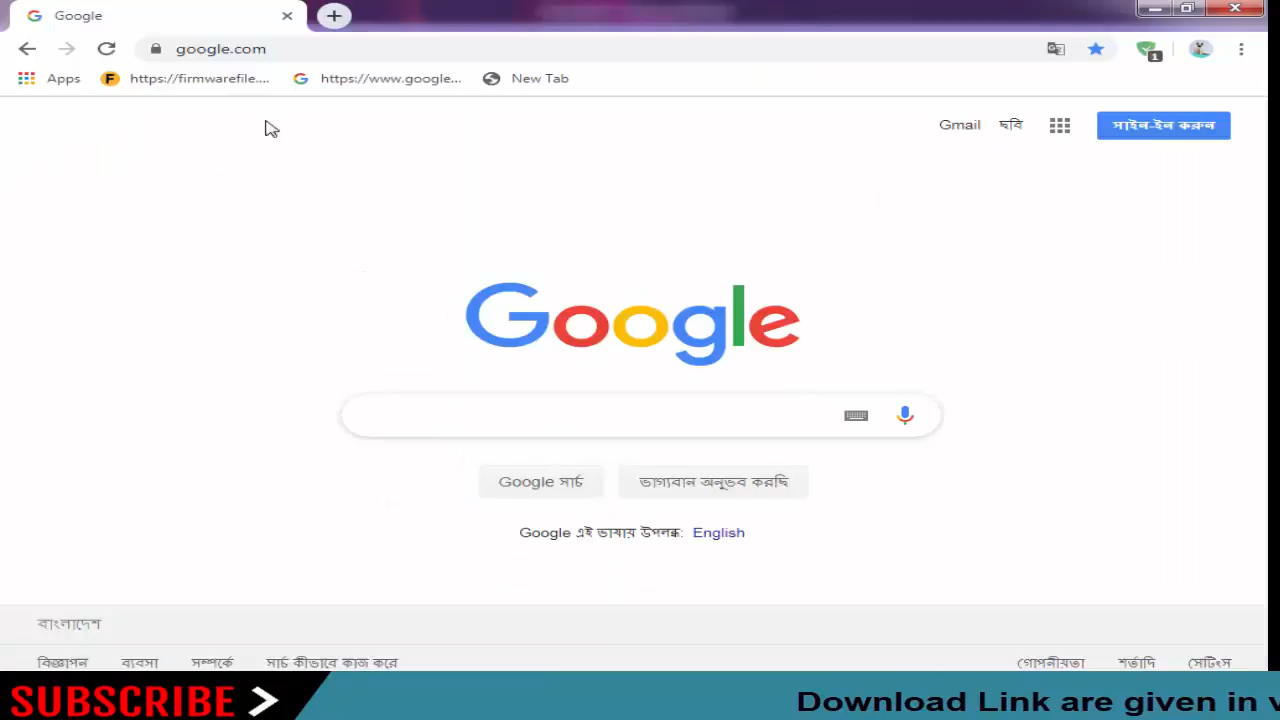 Google
google.com
Apps https://firmwarefile.... https://www.google... New Tab
Gmail ছবি সাইন-ইন করুন
Google
Google সার্চ ভাগ্যবান অনুভব করছি
Google এই ভাষায় উপলব্ধ: English
বাংলাদেশ
বিজ্ঞাপন ব্যবসা সম্পর্কে সার্চ কীভাবে কাজ করে গোপনীয়তা শর্তাদি সেটিংস
SUBSCRIBE Download Link are given in